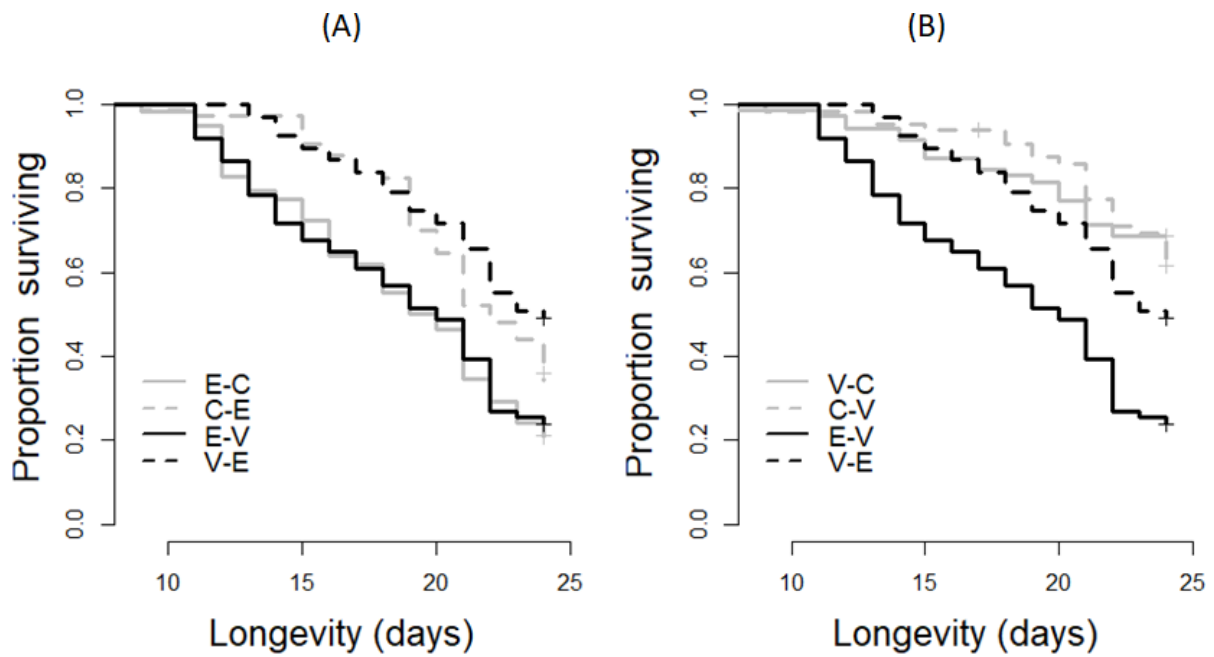 (A)
Proportion surviving
1.0
0.8
0.6
0.4
0.2
0.0
E-C
C-E
E-V
V-E
10 15 20 25
Longevity (days)
(B)
Proportion surviving
1.0
0.8
0.6
0.4
0.2
0.0
V-C
C-V
E-V
V-E
10 15 20 25
Longevity (days)